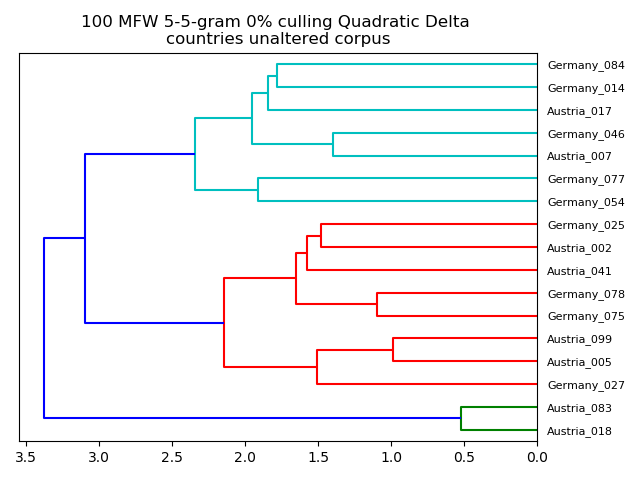 100 MFW 5-5-gram 0% culling Quadratic Delta
countries unaltered corpus
Germany_084
Germany_014
Austria_017
Germany_046
Austria_007
Germany_077
Germany_054
Germany_025
Austria_002
Austria_041
Germany_078
Germany_075
Austria_099
Austria_005
Germany_027
Austria_083
Austria_018
3.5 3.0 2.5 2.0 1.5 1.0 0.5 0.0